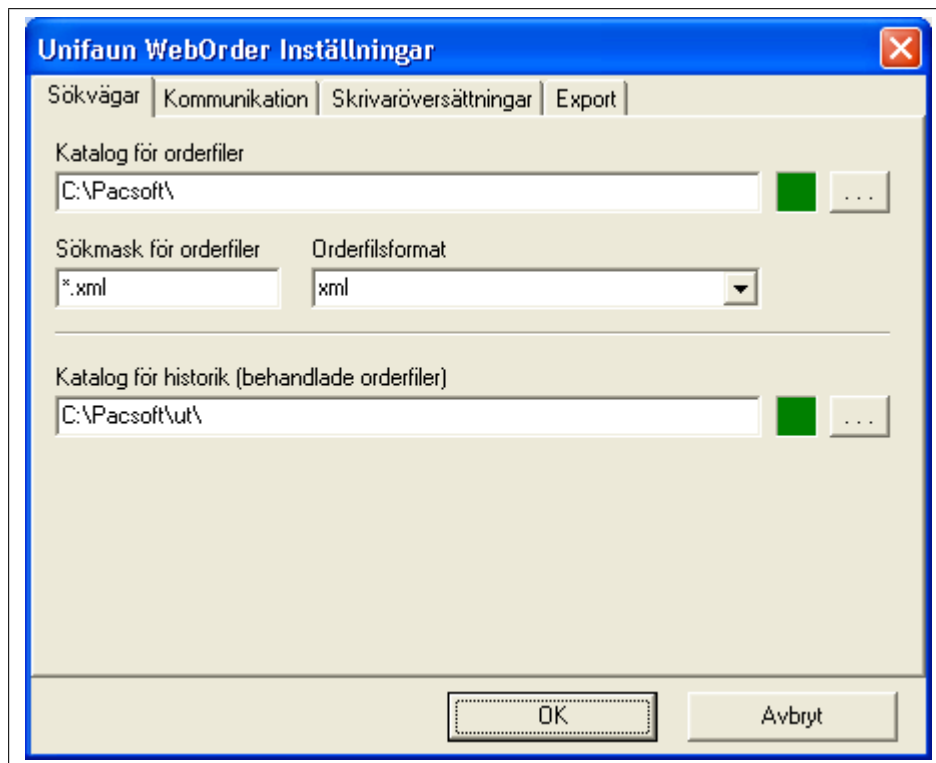 Unifaun WebOrder Inställningar
Sökvägar Kommunikation Skrivaröversättningar Export
Katalog för orderfiler
C:\Pacsoft\ ...
Sökmask för orderfiler Orderfilsformat
*.xml xml
Katalog för historik (behandlade orderfiler)
C:\Pacsoft\ut\ ...
OK Avbryt